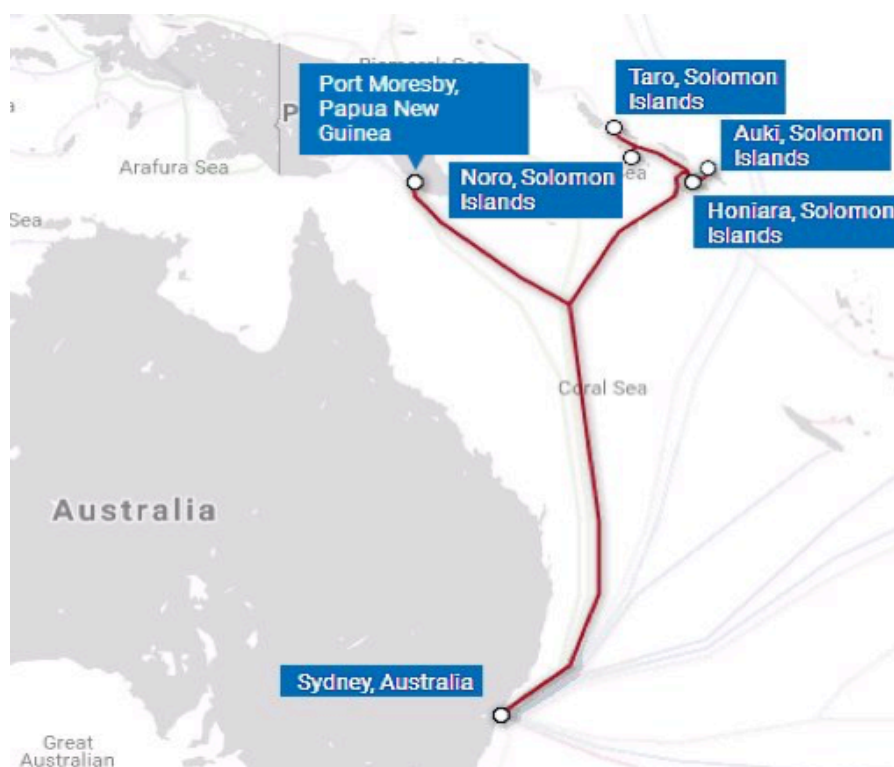 Port Moresby,
Papua New
Guinea
Taro, Solomon
Islands
Auki, Solomon
Islands
Arafura Sea
Noro, Solomon
Islands
Sea
Honiara, Solomon
Islands
Sea
Coral Sea
Australia
Sydney, Australia
Great
Australian